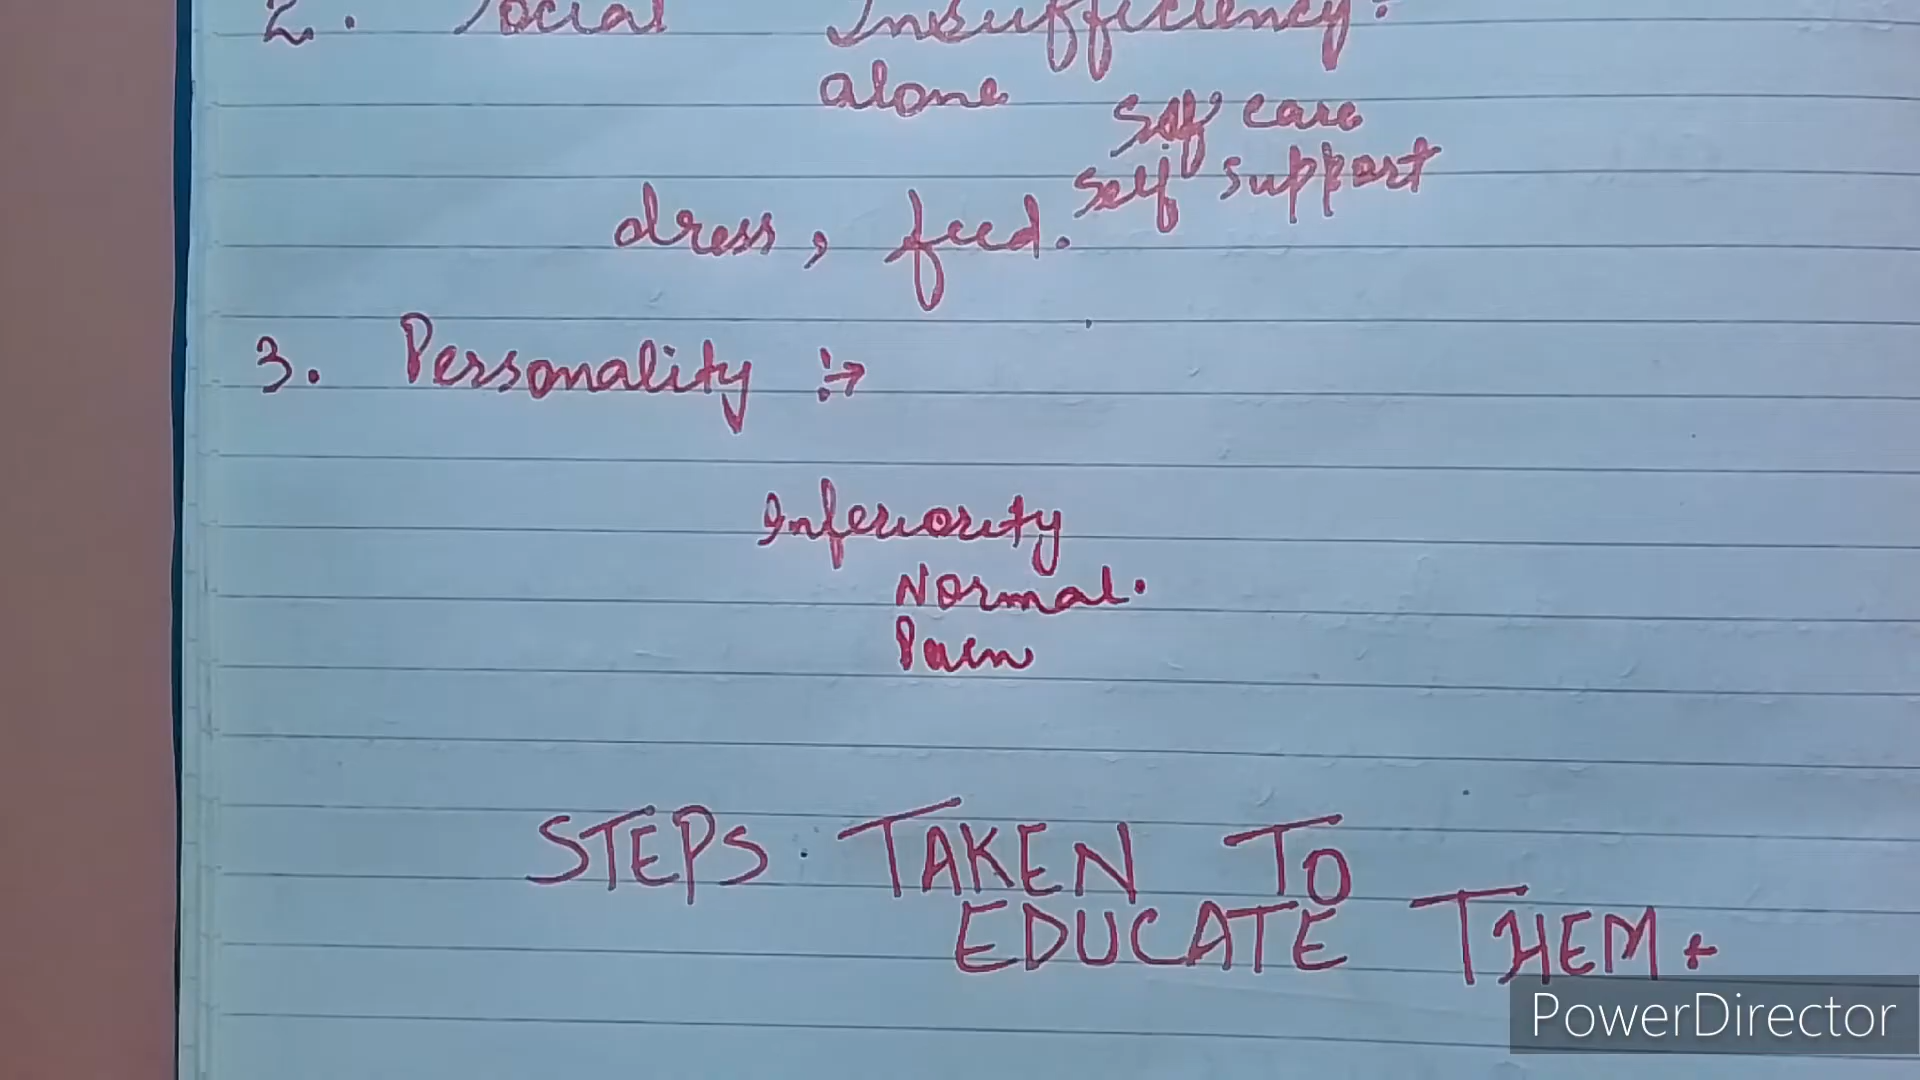 2. Social Insufficiency:
alone
Self care
Self support
dress, feed.
3. Personality :→
Inferiority
Normal.
STEPS TAKEN TO
EDUCATE THEM
PowerDirector